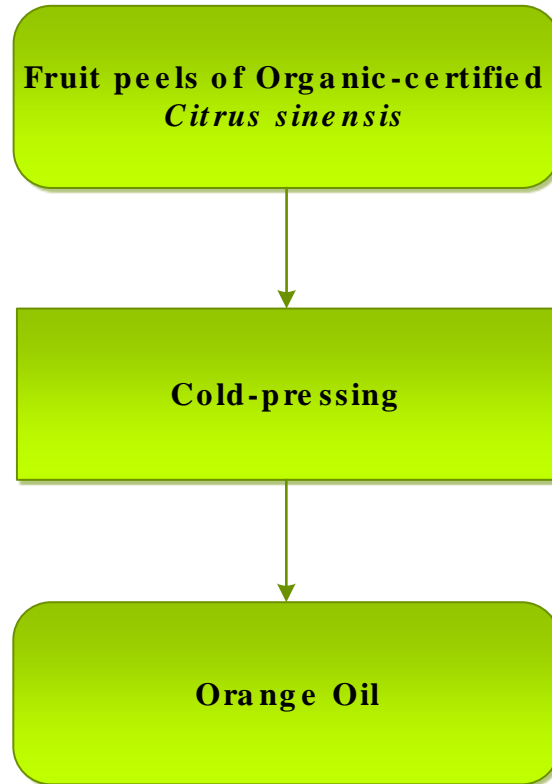 Fruit peels of Organic-certified
Citrus sinensis
Cold-pressing
Orange Oil